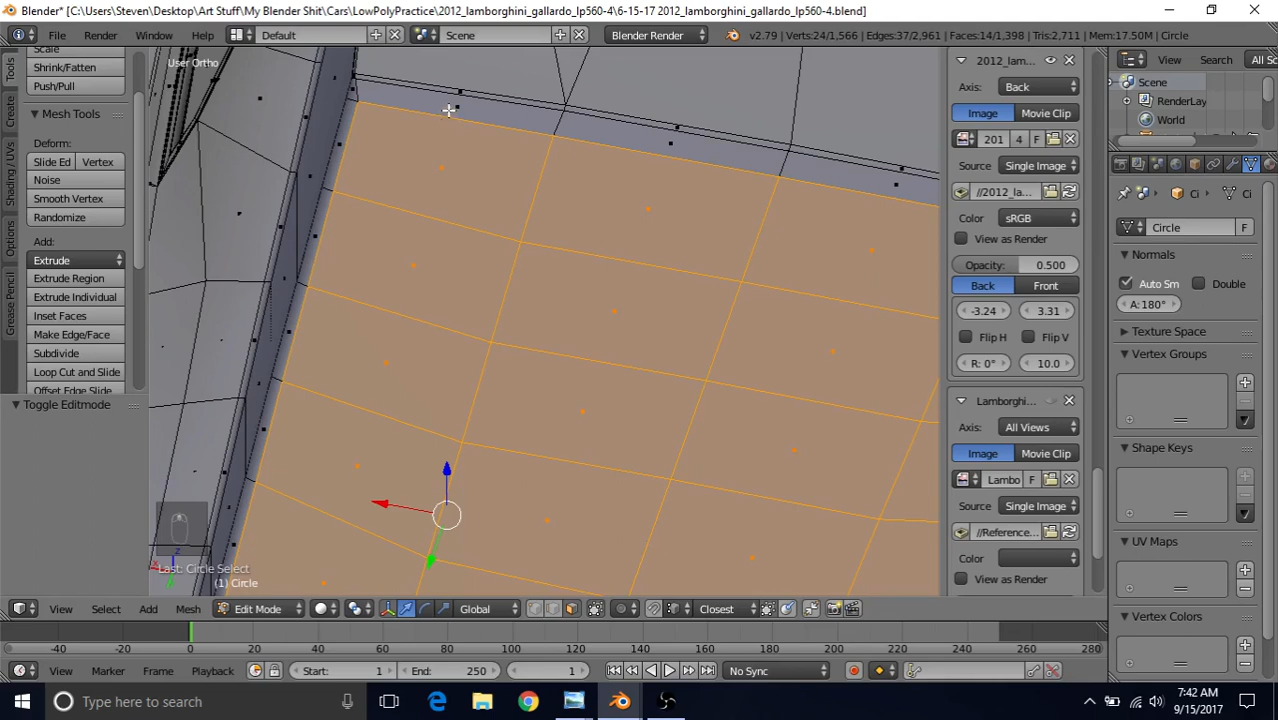 Blender* [C:\Users\Steven\Desktop\Art Stuff\My Blender Shit\Cars\LowPolyPractice\2012_lamborghini_gallardo_lp560-4\6-15-17 2012_lamborghini_gallardo_lp560-4.blend]
File Render Window Help Default Scene Blender Render v2.79 | Verts:24/1,566 | Edges:37/2,961 | Faces:14/1,398 | Tris:2,711 | Mem:17.50M | Circle
User Ortho
Tools
Create
Shading / UVs
Options
Grease Pencil
Scale
Shrink/Fatten
Push/Pull
Mesh Tools
Deform:
Slide Ed Vertex
Noise
Smooth Vertex
Randomize
Add:
Extrude
Extrude Region
Extrude Individual
Inset Faces
Make Edge/Face
Subdivide
Loop Cut and Slide
Offset Edge Slide
Toggle Editmode
Last: Circle Select
(1) Circle
2012_lam...
Axis: Back
Image Movie Clip
201 4 F
Source Single Image
//2012_la...
Color sRGB
View as Render
Opacity: 0.500
Back Front
-3.24 3.31
Flip H Flip V
R: 0° 10.0
Lamborghi...
Axis: All Views
Image Movie Clip
Lambo F
Source Single Image
//Reference...
Color
View as Render
View Search All Sc
Scene
RenderLay
World
Ci Ci
Circle F
Normals
Auto Sm Double
A: 180°
Texture Space
Vertex Groups
Shape Keys
UV Maps
Vertex Colors
View Select Add Mesh Edit Mode Global Closest
-40 -20 0 20 40 60 80 100 120 140 160 180 200 220 240 260 280
View Marker Frame Playback Start: 1 End: 250 1 No Sync
Type here to search
7:42 AM
9/15/2017